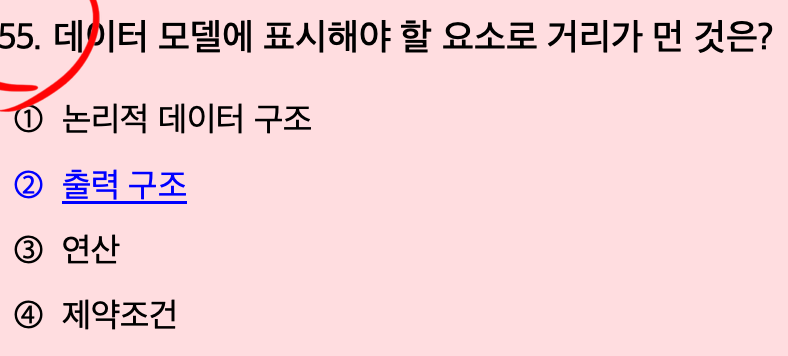 55. 데이터 모델에 표시해야 할 요소로 거리가 먼 것은?
① 논리적 데이터 구조
② 출력 구조
③ 연산
④ 제약조건